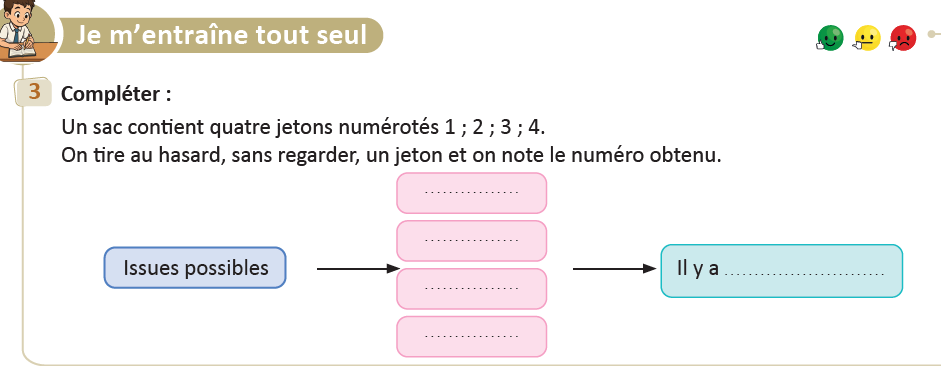 Je m’entraîne tout seul
3 Compléter :
Un sac contient quatre jetons numérotés 1 ; 2 ; 3 ; 4.
On tire au hasard, sans regarder, un jeton et on note le numéro obtenu.
................
................
Issues possibles
Il y a ...........................
................
................